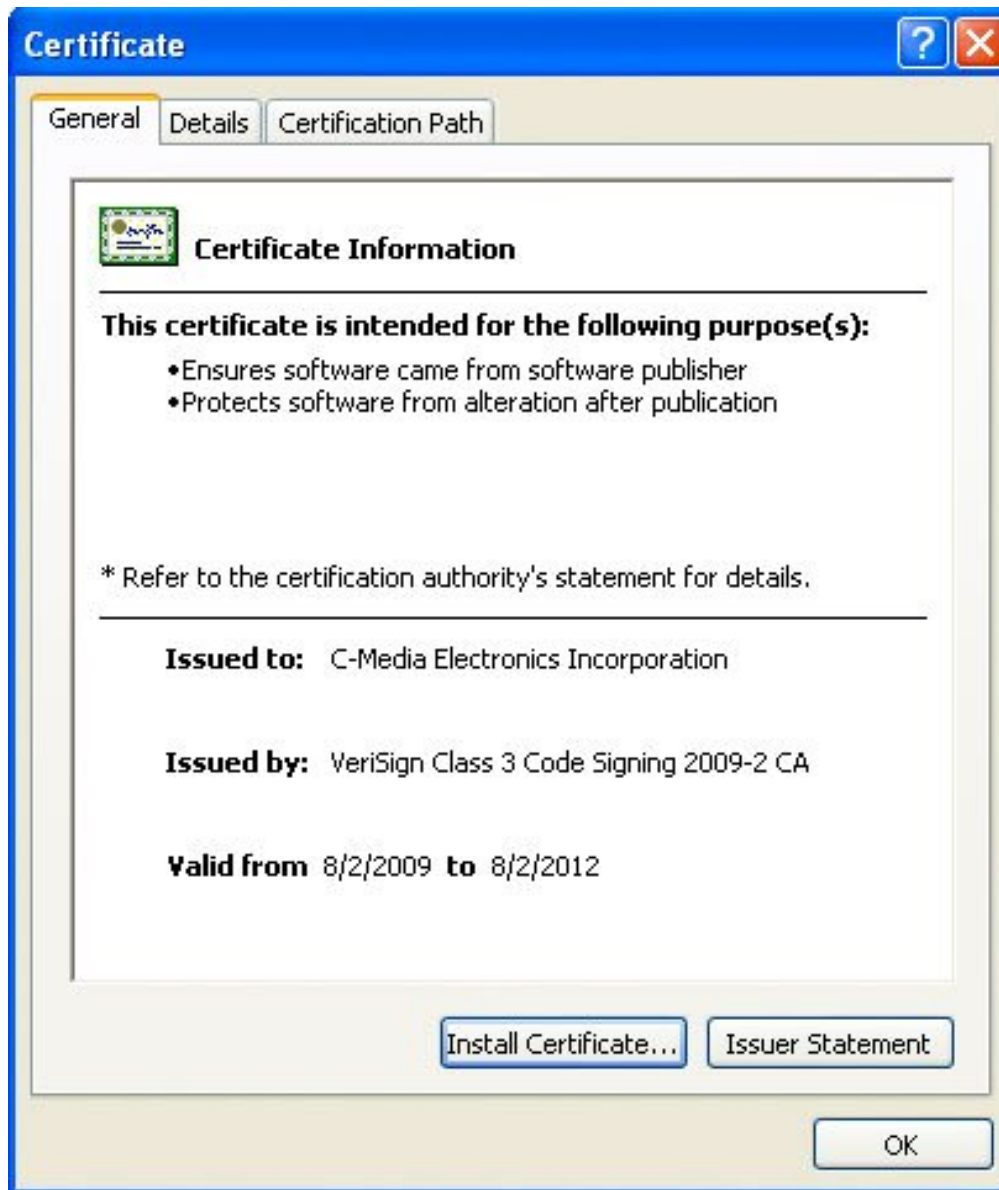 Certificate
General Details Certification Path
Certificate Information
This certificate is intended for the following purpose(s):
•Ensures software came from software publisher
•Protects software from alteration after publication
* Refer to the certification authority's statement for details.
Issued to: C-Media Electronics Incorporation
Issued by: VeriSign Class 3 Code Signing 2009-2 CA
Valid from 8/2/2009 to 8/2/2012
Install Certificate... Issuer Statement
OK